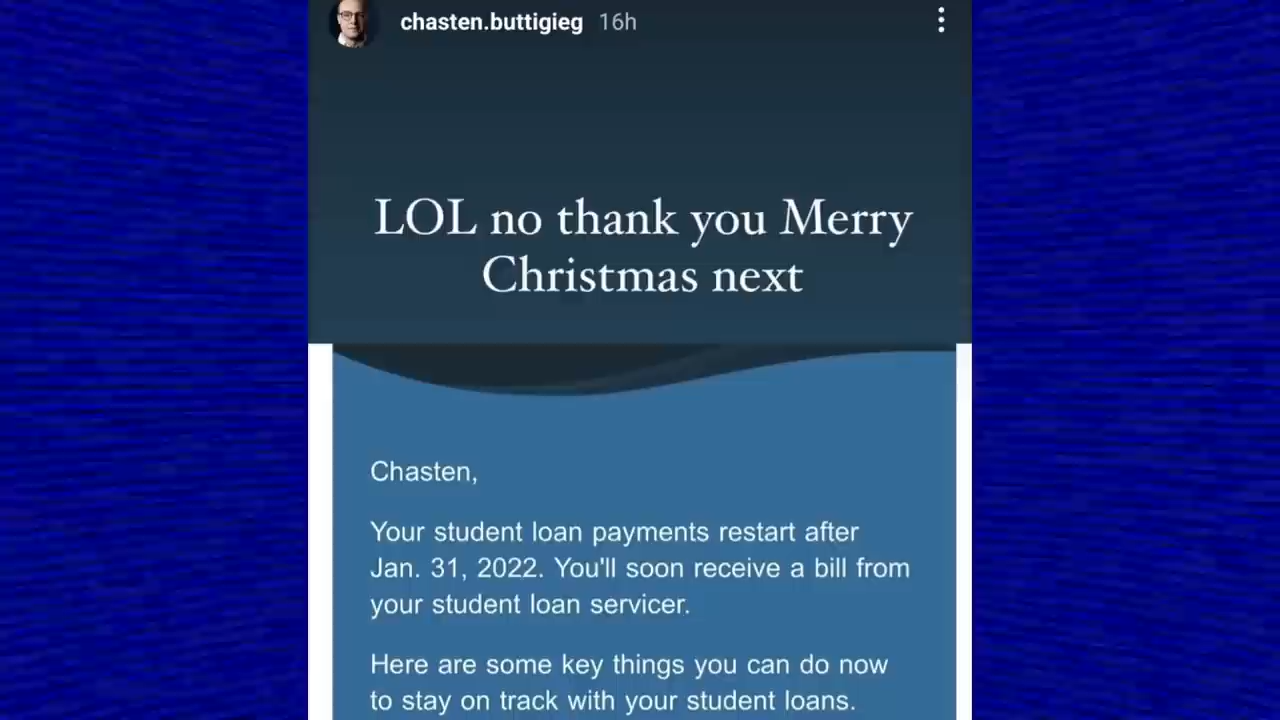 chasten.buttigieg 16h
LOL no thank you Merry
Christmas next
Chasten,
Your student loan payments restart after
Jan. 31, 2022. You'll soon receive a bill from
your student loan servicer.
Here are some key things you can do now
to stay on track with your student loans.